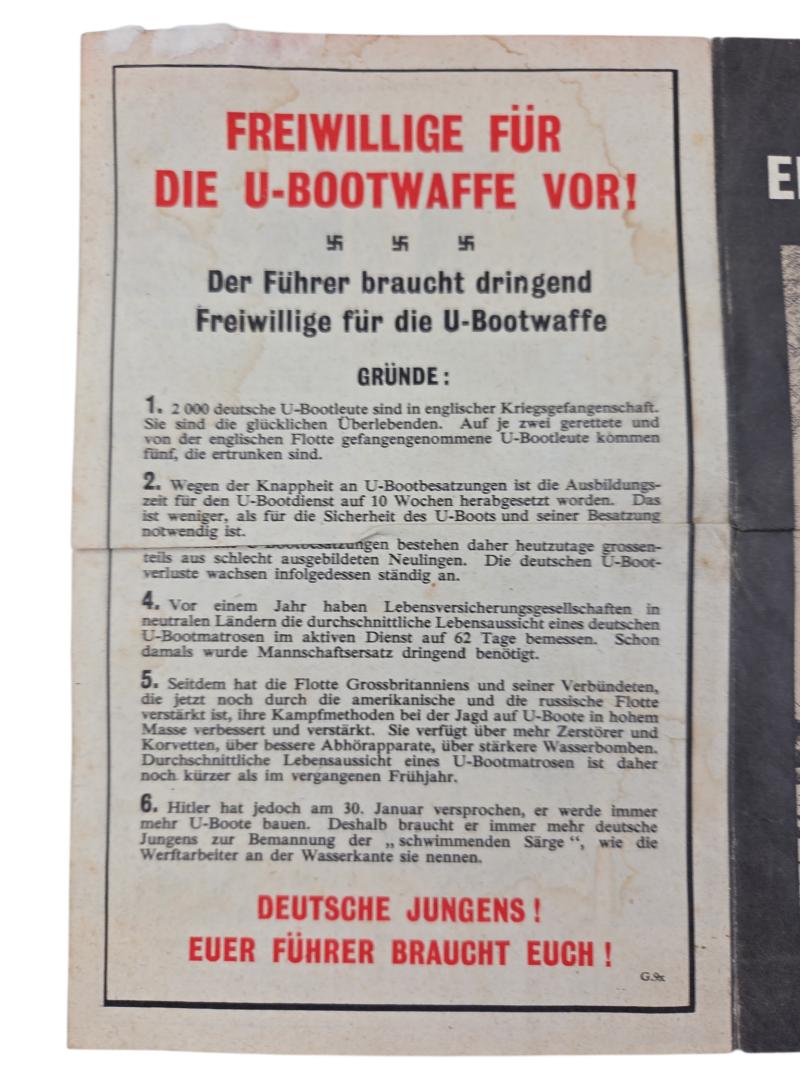 FREIWILLIGE FÜR
DIE U-BOOTWAFFE VOR!
卐 卐 卐
Der Führer braucht dringend
Freiwillige für die U-Bootwaffe
GRÜNDE:
1. 2 000 deutsche U-Bootleute sind in englischer Kriegsgefangenschaft.
Sie sind die glücklichen Überlebenden. Auf je zwei gerettete und
von der englischen Flotte gefangengenommene U-Bootleute kommen
fünf, die ertrunken sind.
2. Wegen der Knappheit an U-Bootbesatzungen ist die Ausbildungs-
zeit für den U-Bootdienst auf 10 Wochen herabgesetzt worden. Das
ist weniger, als für die Sicherheit des U-Boots und seiner Besatzung
notwendig ist.
U-Bootbesatzungen bestehen daher heutzutage grossen-
teils aus schlecht ausgebildeten Neulingen. Die deutschen U-Boot-
verluste wachsen infolgedessen ständig an.
4. Vor einem Jahr haben Lebensversicherungsgesellschaften in
neutralen Ländern die durchschnittliche Lebensaussicht eines deutschen
U-Bootmatrosen im aktiven Dienst auf 62 Tage bemessen. Schon
damals wurde Mannschaftsersatz dringend benötigt.
5. Seitdem hat die Flotte Grossbritanniens und seiner Verbündeten,
die jetzt noch durch die amerikanische und die russische Flotte
verstärkt ist, ihre Kampfmethoden bei der Jagd auf U-Boote in hohem
Masse verbessert und verstärkt. Sie verfügt über mehr Zerstörer und
Korvetten, über bessere Abhörapparate, über stärkere Wasserbomben.
Durchschnittliche Lebensaussicht eines U-Bootmatrosen ist daher
noch kürzer als im vergangenen Frühjahr.
6. Hitler hat jedoch am 30. Januar versprochen, er werde immer
mehr U-Boote bauen. Deshalb braucht er immer mehr deutsche
Jungens zur Bemannung der „schwimmenden Särge“, wie die
Werftarbeiter an der Wasserkante sie nennen.
DEUTSCHE JUNGENS!
EUER FÜHRER BRAUCHT EUCH!
G.9x